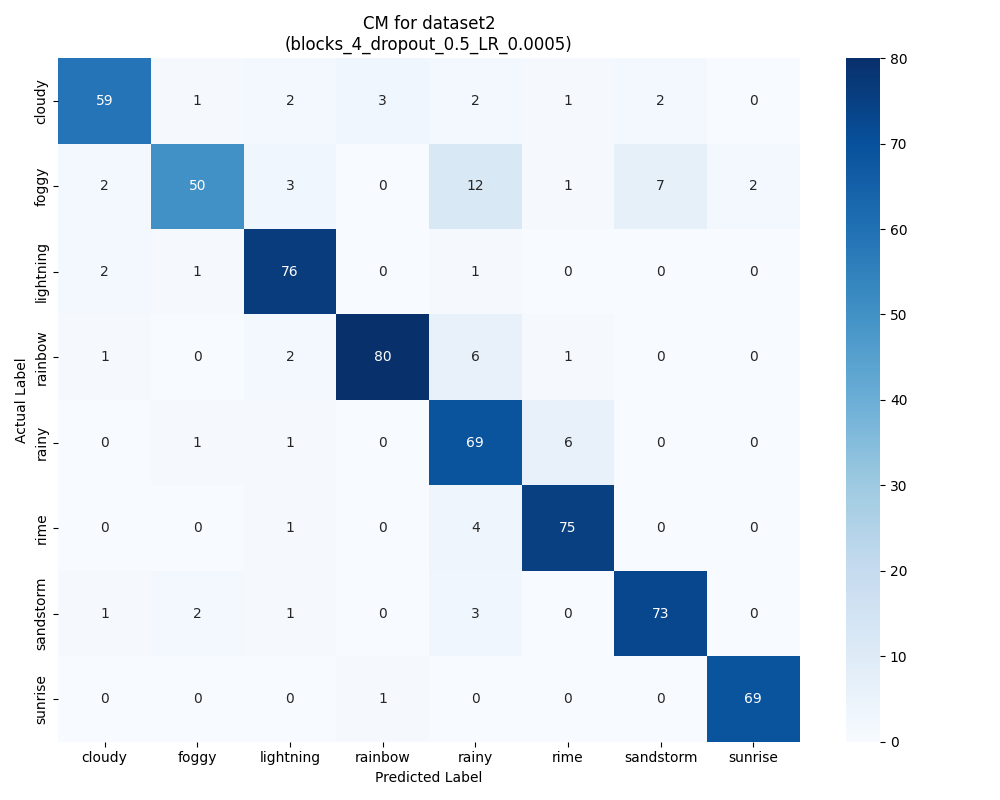 CM for dataset2
(blocks_4_dropout_0.5_LR_0.0005)
Actual Label
cloudy 59 1 2 3 2 1 2 0
foggy 2 50 3 0 12 1 7 2
lightning 2 1 76 0 1 0 0 0
rainbow 1 0 2 80 6 1 0 0
rainy 0 1 1 0 69 6 0 0
rime 0 0 1 0 4 75 0 0
sandstorm 1 2 1 0 3 0 73 0
sunrise 0 0 0 1 0 0 0 69
cloudy foggy lightning rainbow rainy rime sandstorm sunrise
Predicted Label
80
70
60
50
40
30
20
10
0